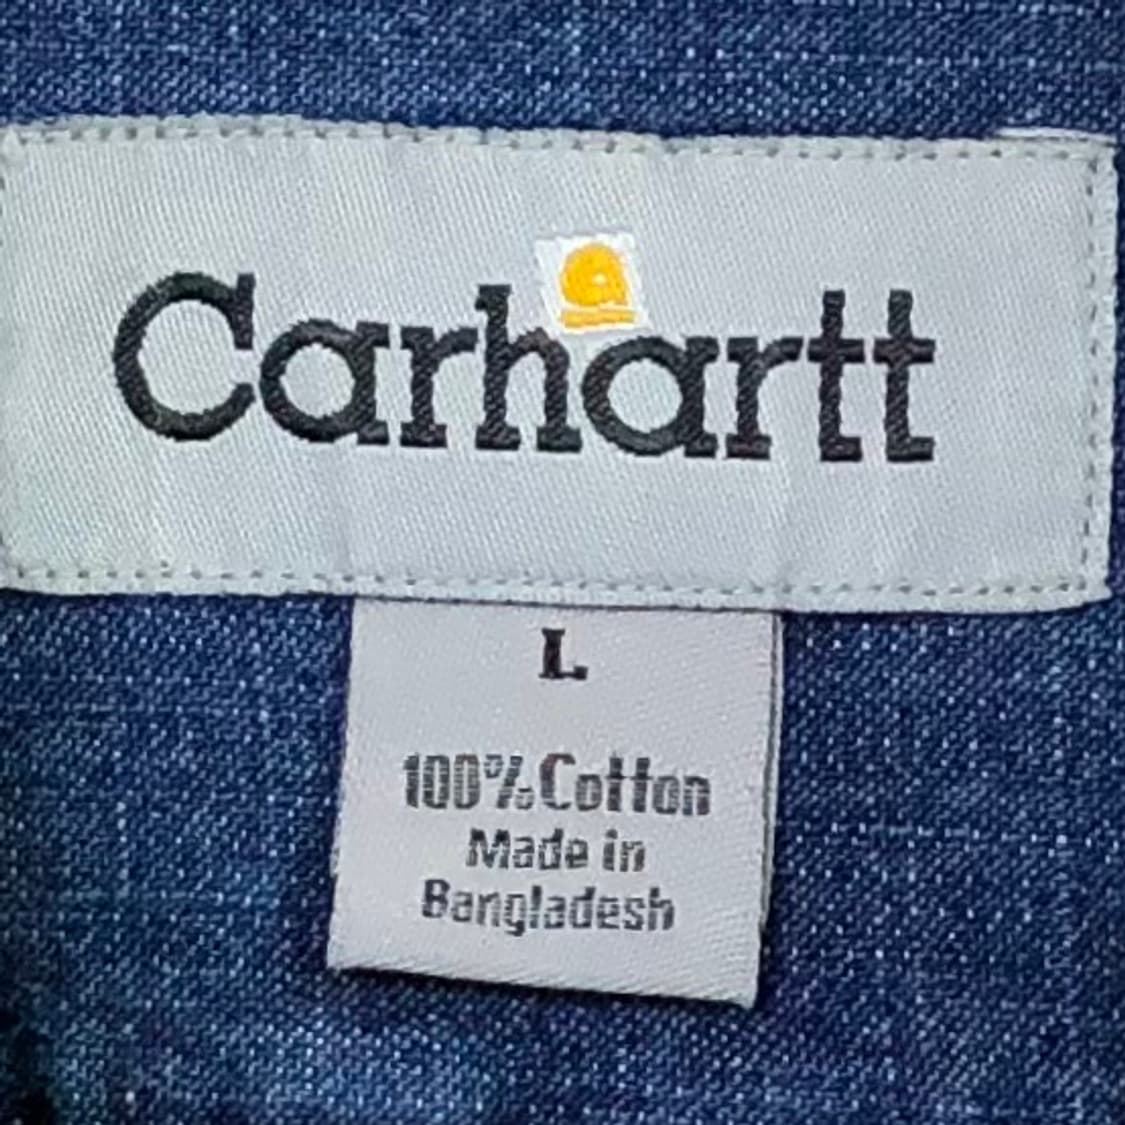 Carhartt
L
100% Cotton
Made in
Bangladesh